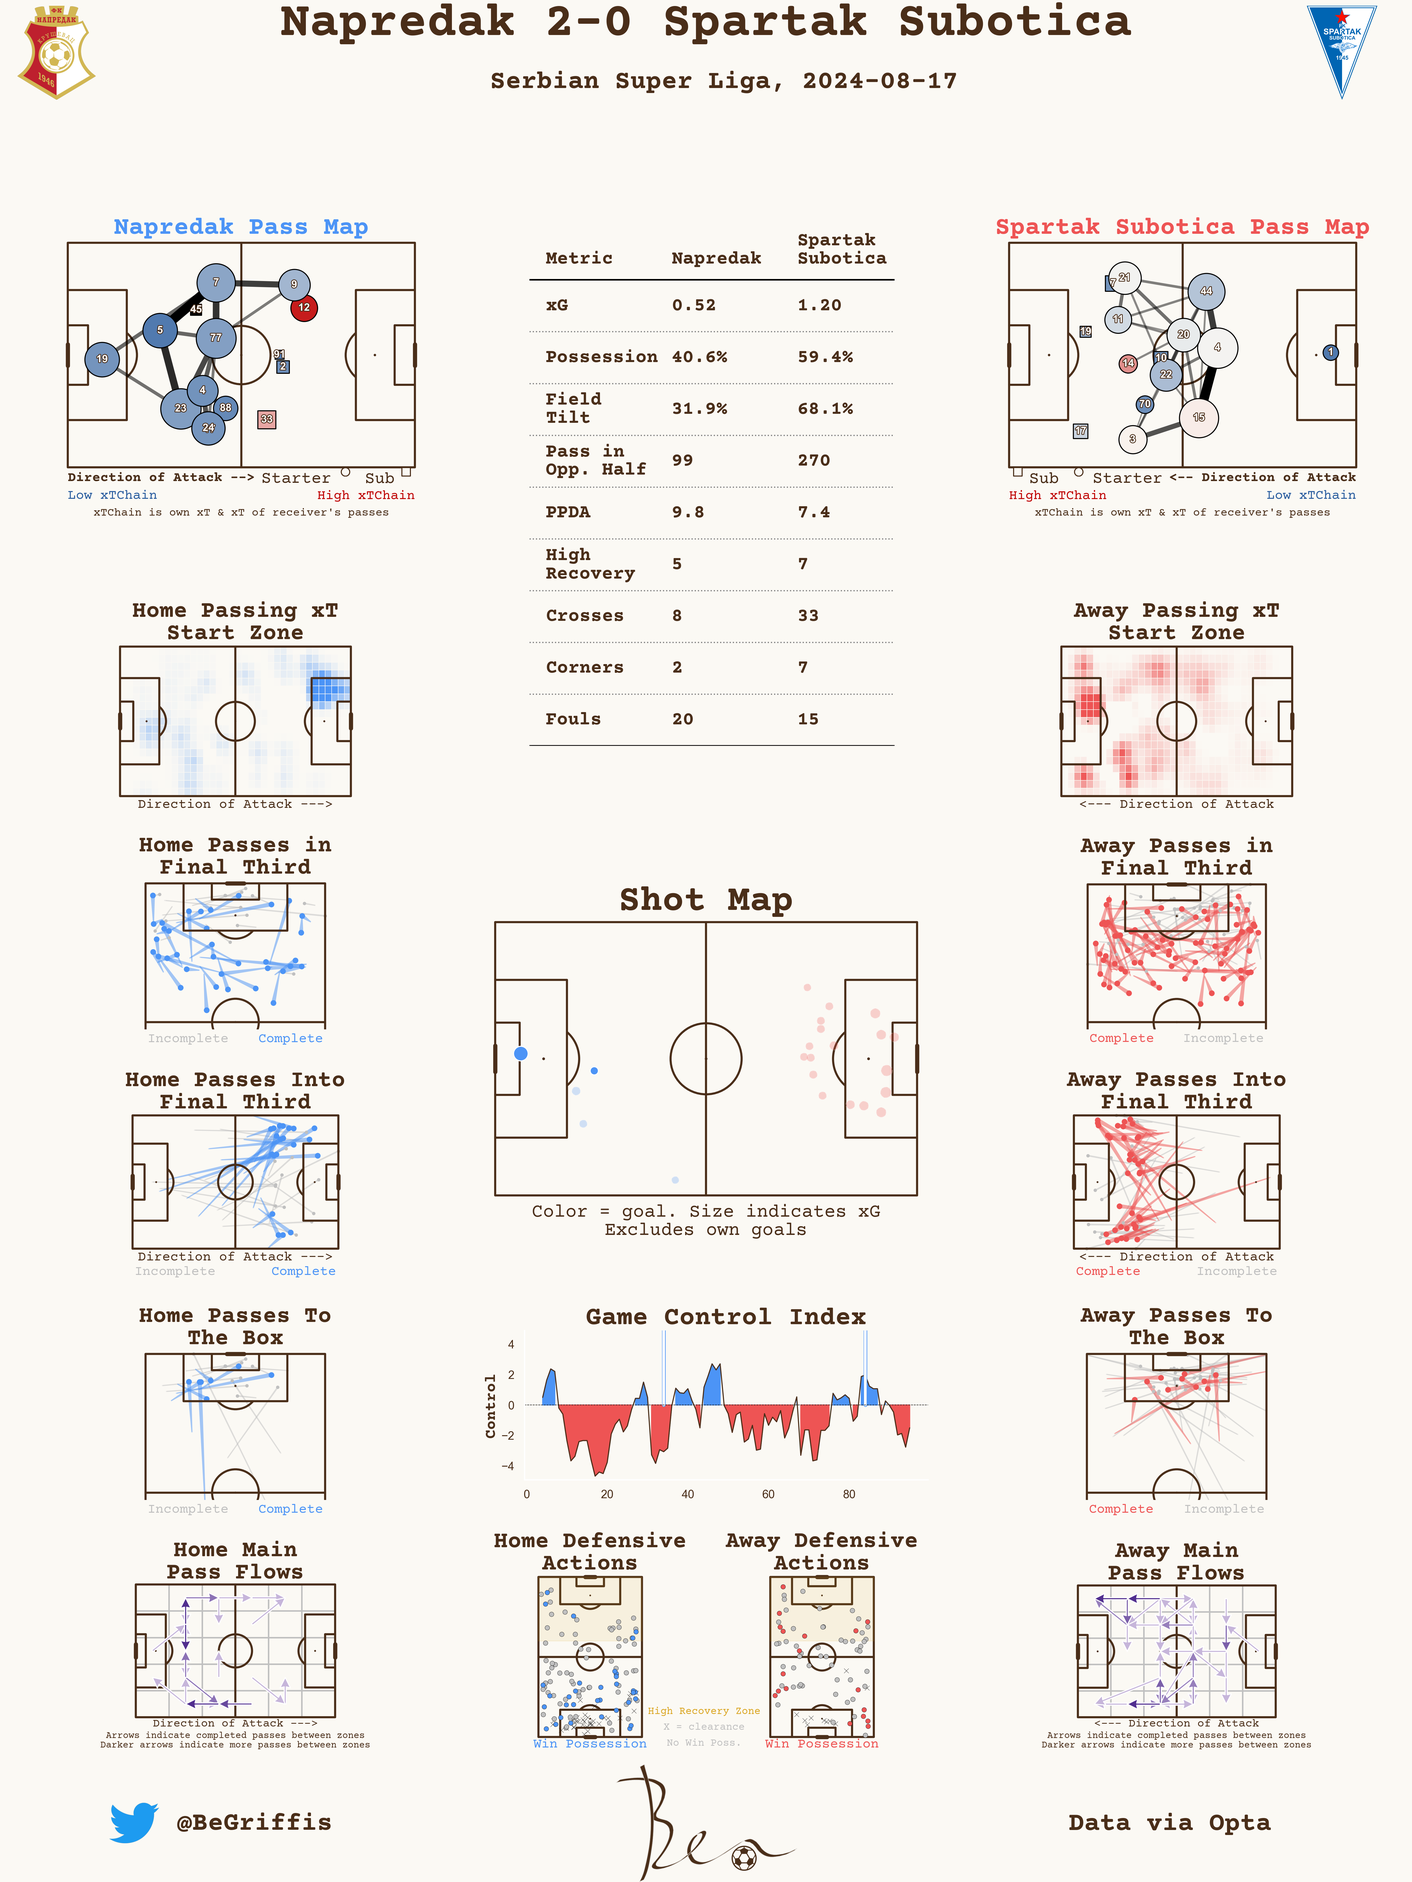 Napredak 2-0 Spartak Subotica
Serbian Super Liga, 2024-08-17
ФК
НАПРЕДАК
КРУШЕВАЦ
1946
SPARTAK
SUBOTICA
1945
Napredak Pass Map
7
9
12
45
5
77
19
91
2
4
23
88
24
33
Direction of Attack --> Starter Sub
Low xTChain High xTChain
xTChain is own xT & xT of receiver's passes
Metric Napredak Spartak Subotica
xG 0.52 1.20
Possession 40.6% 59.4%
Field Tilt 31.9% 68.1%
Pass in Opp. Half 99 270
PPDA 9.8 7.4
High Recovery 5 7
Crosses 8 33
Corners 2 7
Fouls 20 15
Spartak Subotica Pass Map
7
21
44
11
19
20
4
1
14
10
22
70
15
17
3
Sub Starter <-- Direction of Attack
High xTChain Low xTChain
xTChain is own xT & xT of receiver's passes
Home Passing xT
Start Zone
Direction of Attack --->
Away Passing xT
Start Zone
<--- Direction of Attack
Home Passes in
Final Third
Incomplete Complete
Away Passes in
Final Third
Complete Incomplete
Shot Map
Color = goal. Size indicates xG
Excludes own goals
Home Passes Into
Final Third
Direction of Attack --->
Incomplete Complete
Away Passes Into
Final Third
<--- Direction of Attack
Complete Incomplete
Home Passes To
The Box
Incomplete Complete
Game Control Index
Control
4
2
0
−2
−4
0 20 40 60 80
Away Passes To
The Box
Complete Incomplete
Home Main
Pass Flows
Direction of Attack --->
Arrows indicate completed passes between zones
Darker arrows indicate more passes between zones
Home Defensive
Actions
Win Possession
Away Defensive
Actions
Win Possession
High Recovery Zone
X = clearance
No Win Poss.
Away Main
Pass Flows
<--- Direction of Attack
Arrows indicate completed passes between zones
Darker arrows indicate more passes between zones
@BeGriffis
Ben
Data via Opta